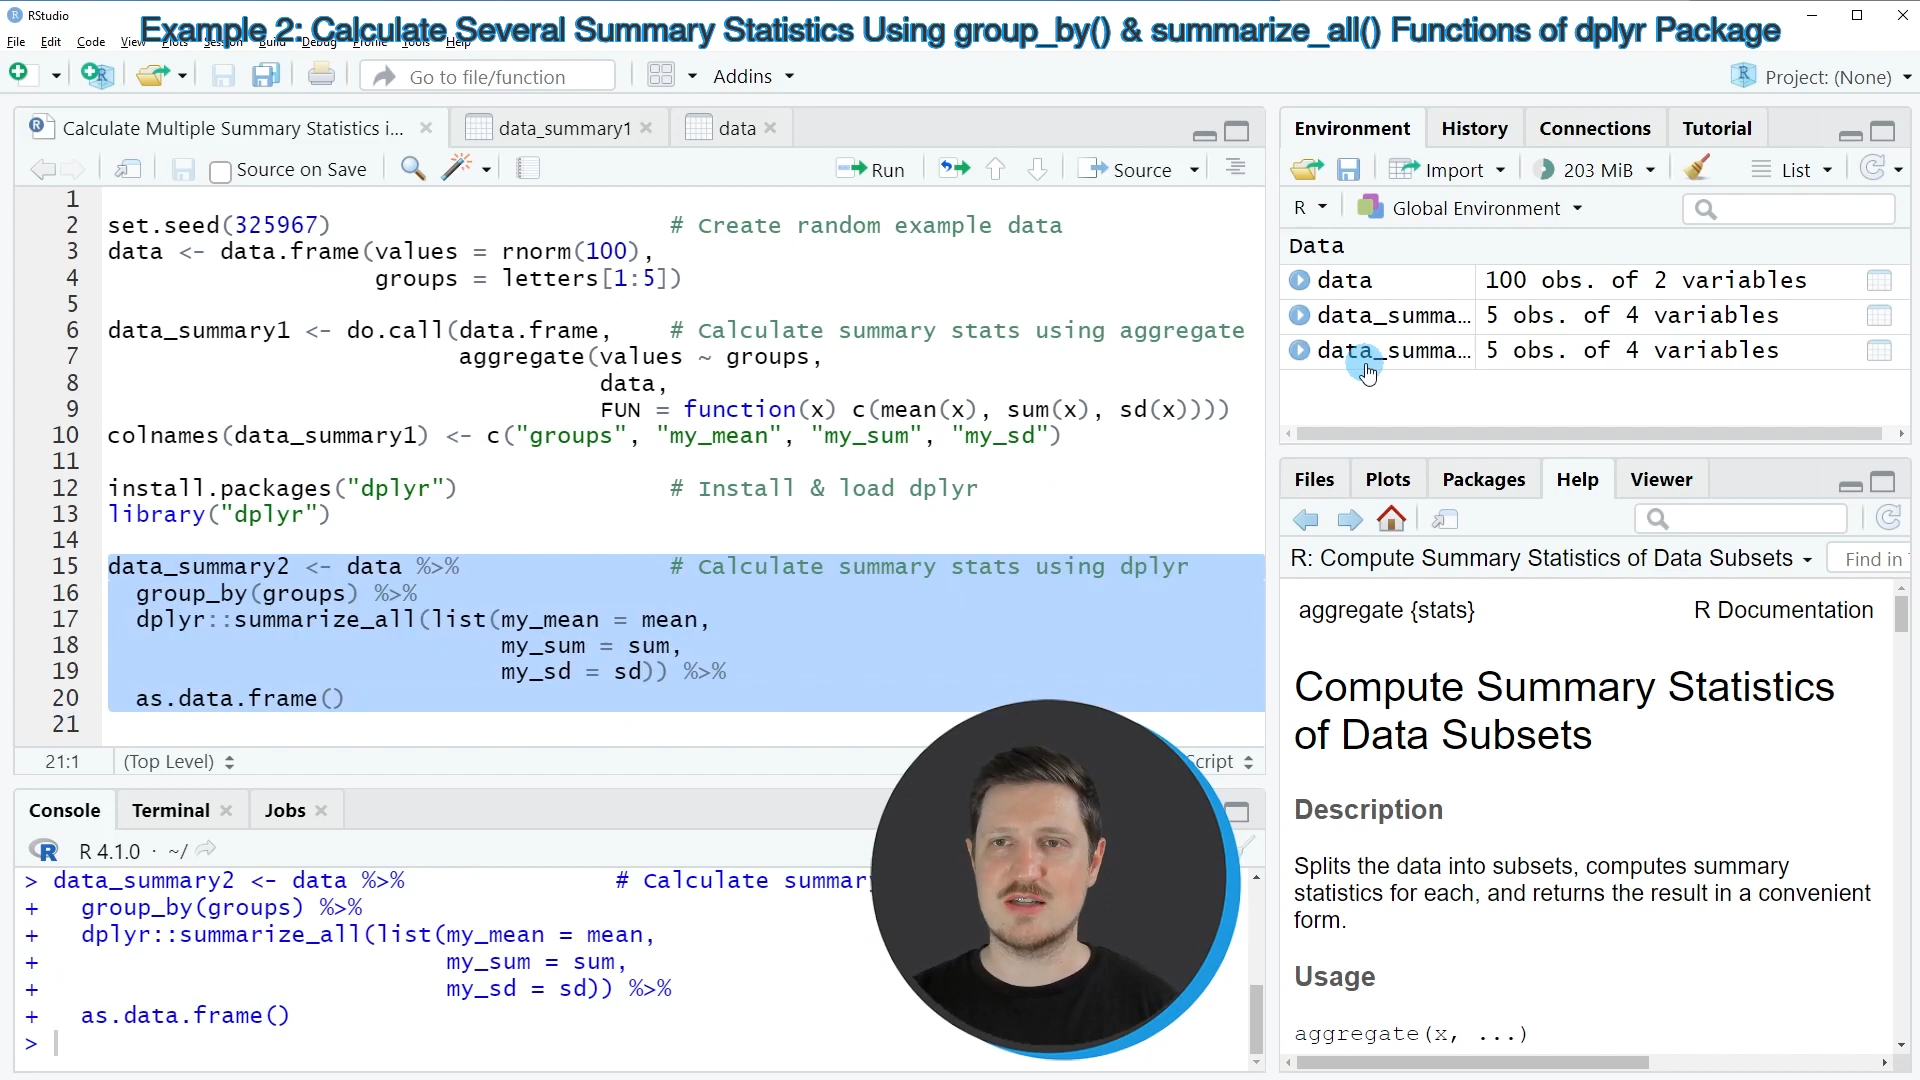 RStudio
Example 2: Calculate Several Summary Statistics Using group_by() & summarize_all() Functions of dplyr Package
File Edit Code View Plots Session Build Debug Profile Tools Help
Go to file/function
Addins
Project: (None)
Calculate Multiple Summary Statistics i...
data_summary1
data
Source on Save
Run
Source
1
2 set.seed(325967) # Create random example data
3 data <- data.frame(values = rnorm(100),
4 groups = letters[1:5])
5
6 data_summary1 <- do.call(data.frame, # Calculate summary stats using aggregate
7 aggregate(values ~ groups,
8 data,
9 FUN = function(x) c(mean(x), sum(x), sd(x))))
10 colnames(data_summary1) <- c("groups", "my_mean", "my_sum", "my_sd")
11
12 install.packages("dplyr") # Install & load dplyr
13 library("dplyr")
14
15 data_summary2 <- data %>% # Calculate summary stats using dplyr
16 group_by(groups) %>%
17 dplyr::summarize_all(list(my_mean = mean,
18 my_sum = sum,
19 my_sd = sd)) %>%
20 as.data.frame()
21
21:1 (Top Level) Script
Console Terminal Jobs
R 4.1.0 · ~/
> data_summary2 <- data %>% # Calculate summar
+ group_by(groups) %>%
+ dplyr::summarize_all(list(my_mean = mean,
+ my_sum = sum,
+ my_sd = sd)) %>%
+ as.data.frame()
>
Environment History Connections Tutorial
Import 203 MiB List
R Global Environment
Data
data 100 obs. of 2 variables
data_summa... 5 obs. of 4 variables
data_summa... 5 obs. of 4 variables
Files Plots Packages Help Viewer
R: Compute Summary Statistics of Data Subsets Find in
aggregate {stats} R Documentation
Compute Summary Statistics
of Data Subsets
Description
Splits the data into subsets, computes summary
statistics for each, and returns the result in a convenient
form.
Usage
aggregate(x, ...)